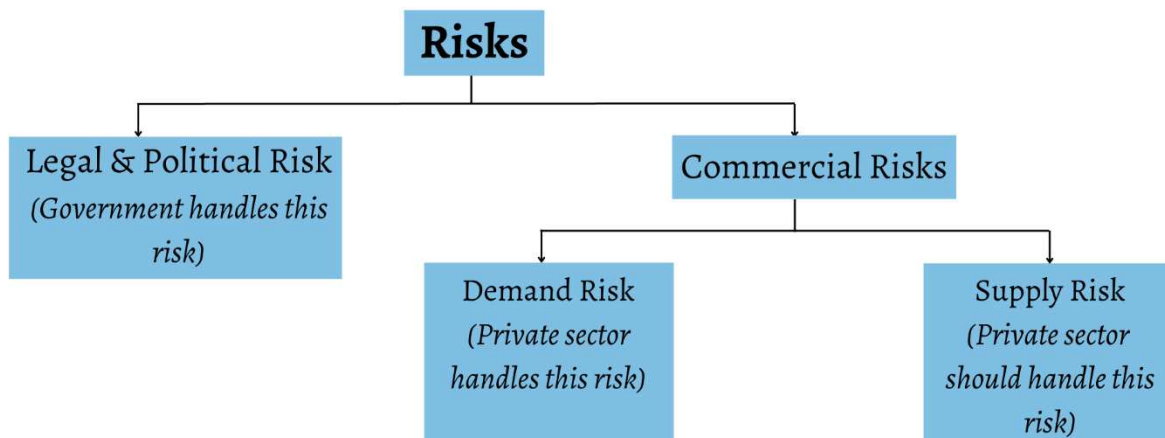 Risks
Legal & Political Risk
(Government handles this
risk)
Commercial Risks
Demand Risk
(Private sector
handles this risk)
Supply Risk
(Private sector
should handle this
risk)